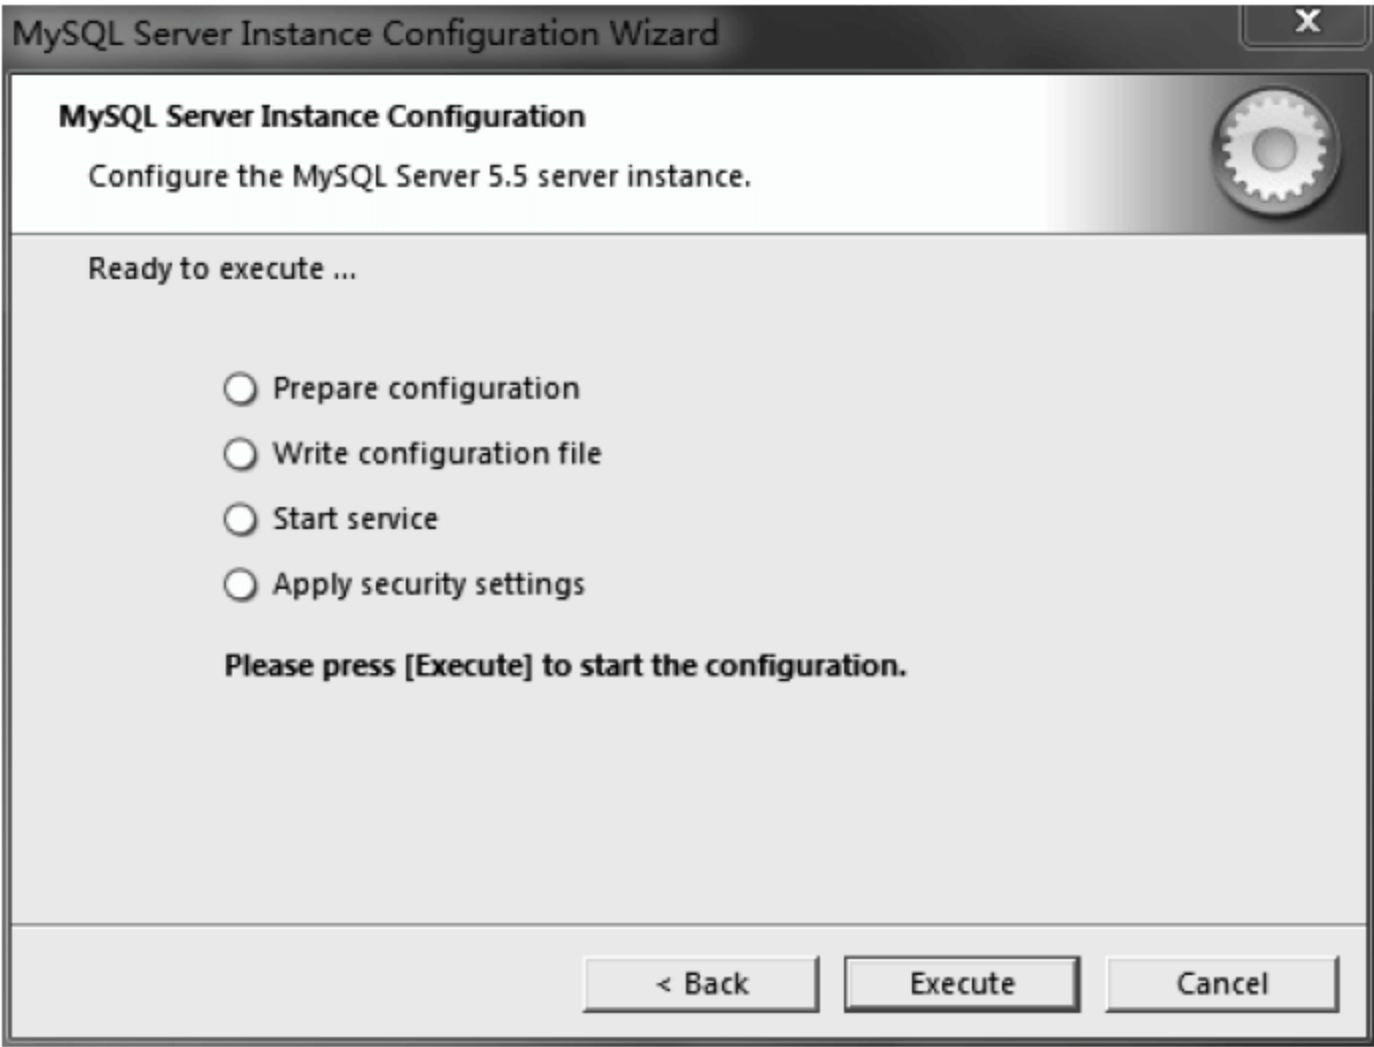 MySQL Server Instance Configuration Wizard
X
MySQL Server Instance Configuration
Configure the MySQL Server 5.5 server instance.
Ready to execute ...
Prepare configuration
Write configuration file
Start service
Apply security settings
Please press [Execute] to start the configuration.
< Back
Execute
Cancel